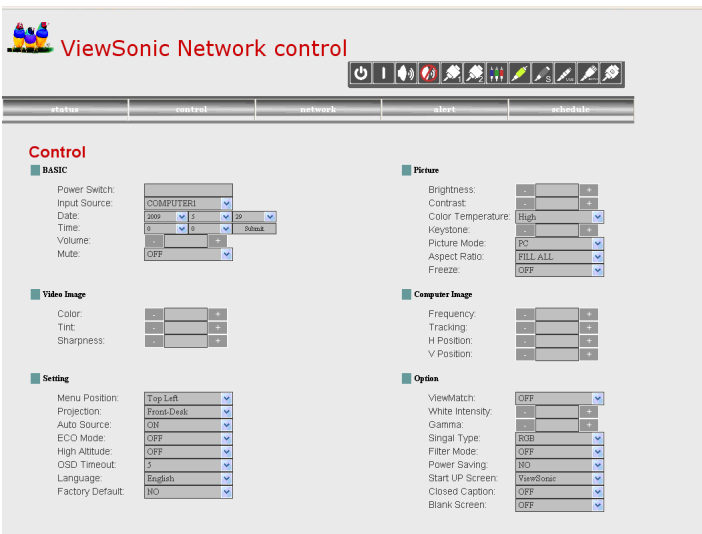 ViewSonic Network control
1 2 S USB
status control network alert schedule
Control
BASIC
Power Switch:
Input Source: COMPUTER1
Date: 2009 5 29
Time: 0 0 Submit
Volume: - +
Mute: OFF
Picture
Brightness: - +
Contrast: - +
Color Temperature: High
Keystone: - +
Picture Mode: PC
Aspect Ratio: FILL ALL
Freeze: OFF
Video Image
Color: - +
Tint: - +
Sharpness: - +
Computer Image
Frequency: - +
Tracking: - +
H Position: - +
V Position: - +
Setting
Menu Position: Top Left
Projection: Front-Desk
Auto Source: ON
ECO Mode: OFF
High Altitude: OFF
OSD Timeout: 5
Language: English
Factory Default: NO
Option
ViewMatch: OFF
White Intensity: - +
Gamma: - +
Singal Type: RGB
Filter Mode: OFF
Power Saving: NO
Start UP Screen: ViewSonic
Closed Caption: OFF
Blank Screen: OFF